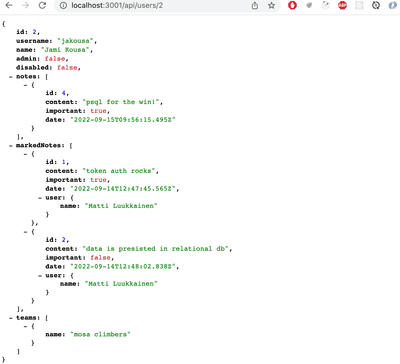 localhost:3001/api/users/2
{
id: 2,
username: "jakousa",
name: "Jami Kousa",
admin: false,
disabled: false,
- notes: [
- {
id: 4,
content: "psql for the win!",
important: true,
date: "2022-09-15T09:56:15.495Z"
}
],
- markedNotes: [
- {
id: 1,
content: "token auth rocks",
important: true,
date: "2022-09-14T12:47:45.565Z",
- user: {
name: "Matti Luukkainen"
}
},
- {
id: 2,
content: "data is presisted in relational db",
important: false,
date: "2022-09-14T12:48:02.838Z",
- user: {
name: "Matti Luukkainen"
}
}
],
- teams: [
- {
name: "mosa climbers"
}
]
}